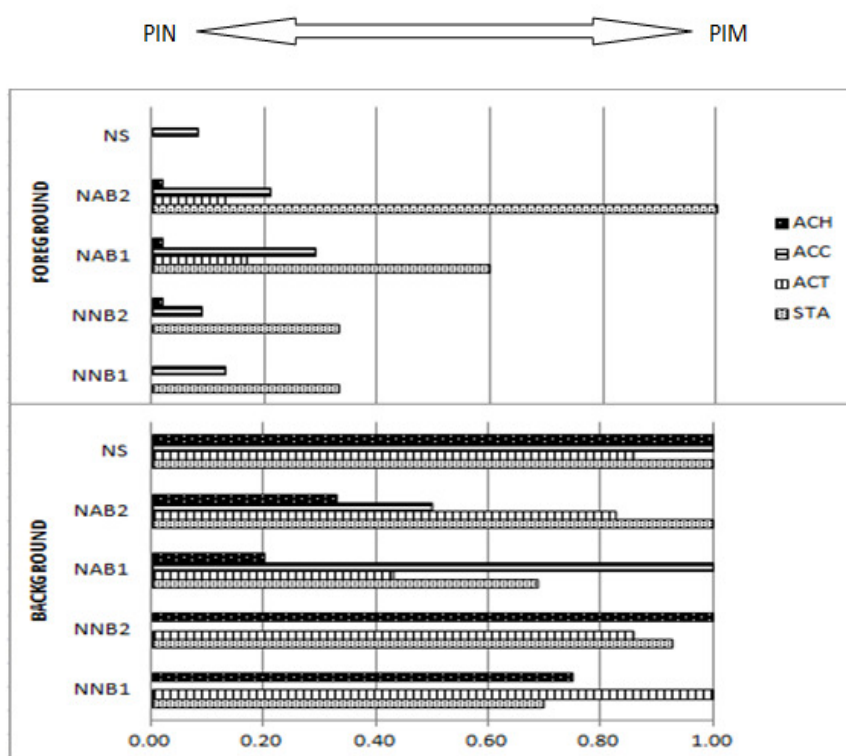 PIN PIM
FOREGROUND
NS
NAB2
NAB1
NNB2
NNB1
ACH
ACC
ACT
STA
BACKGROUND
NS
NAB2
NAB1
NNB2
NNB1
0.00 0.20 0.40 0.60 0.80 1.00